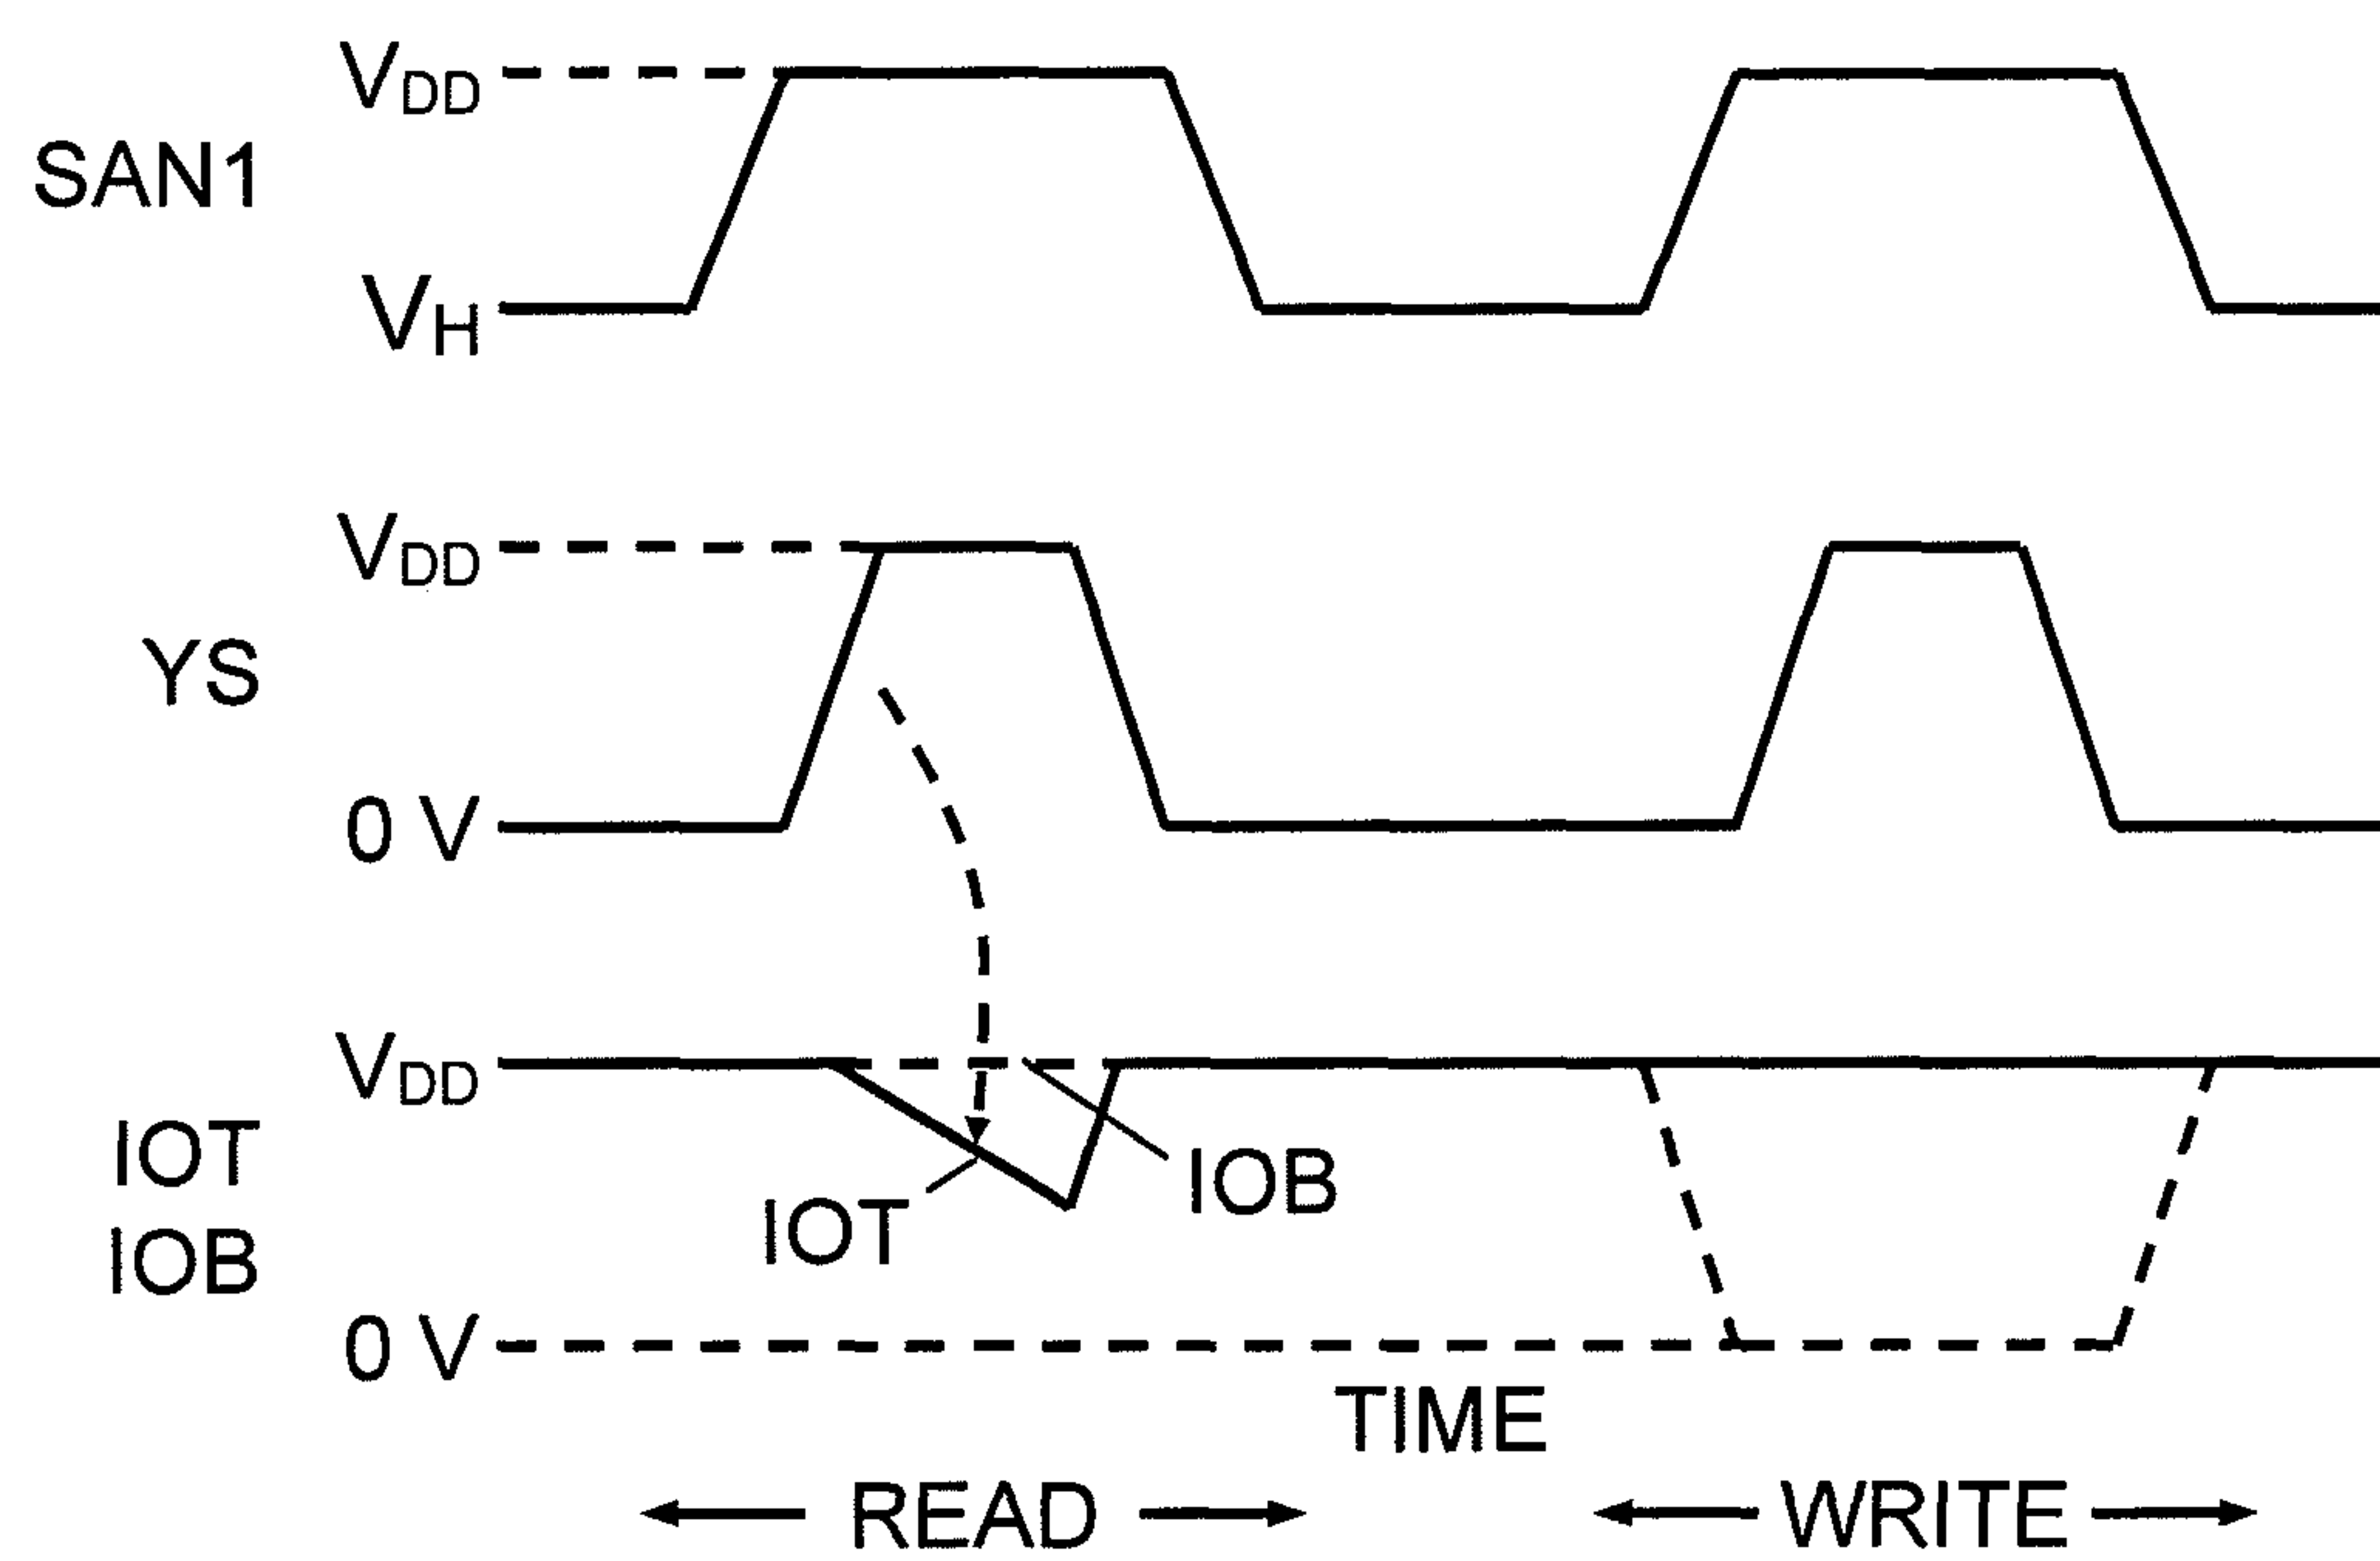 VDD
SAN1
VH
VDD
YS
0 V
VDD
IOT
IOB
IOT
IOB
0 V
TIME
READ
WRITE